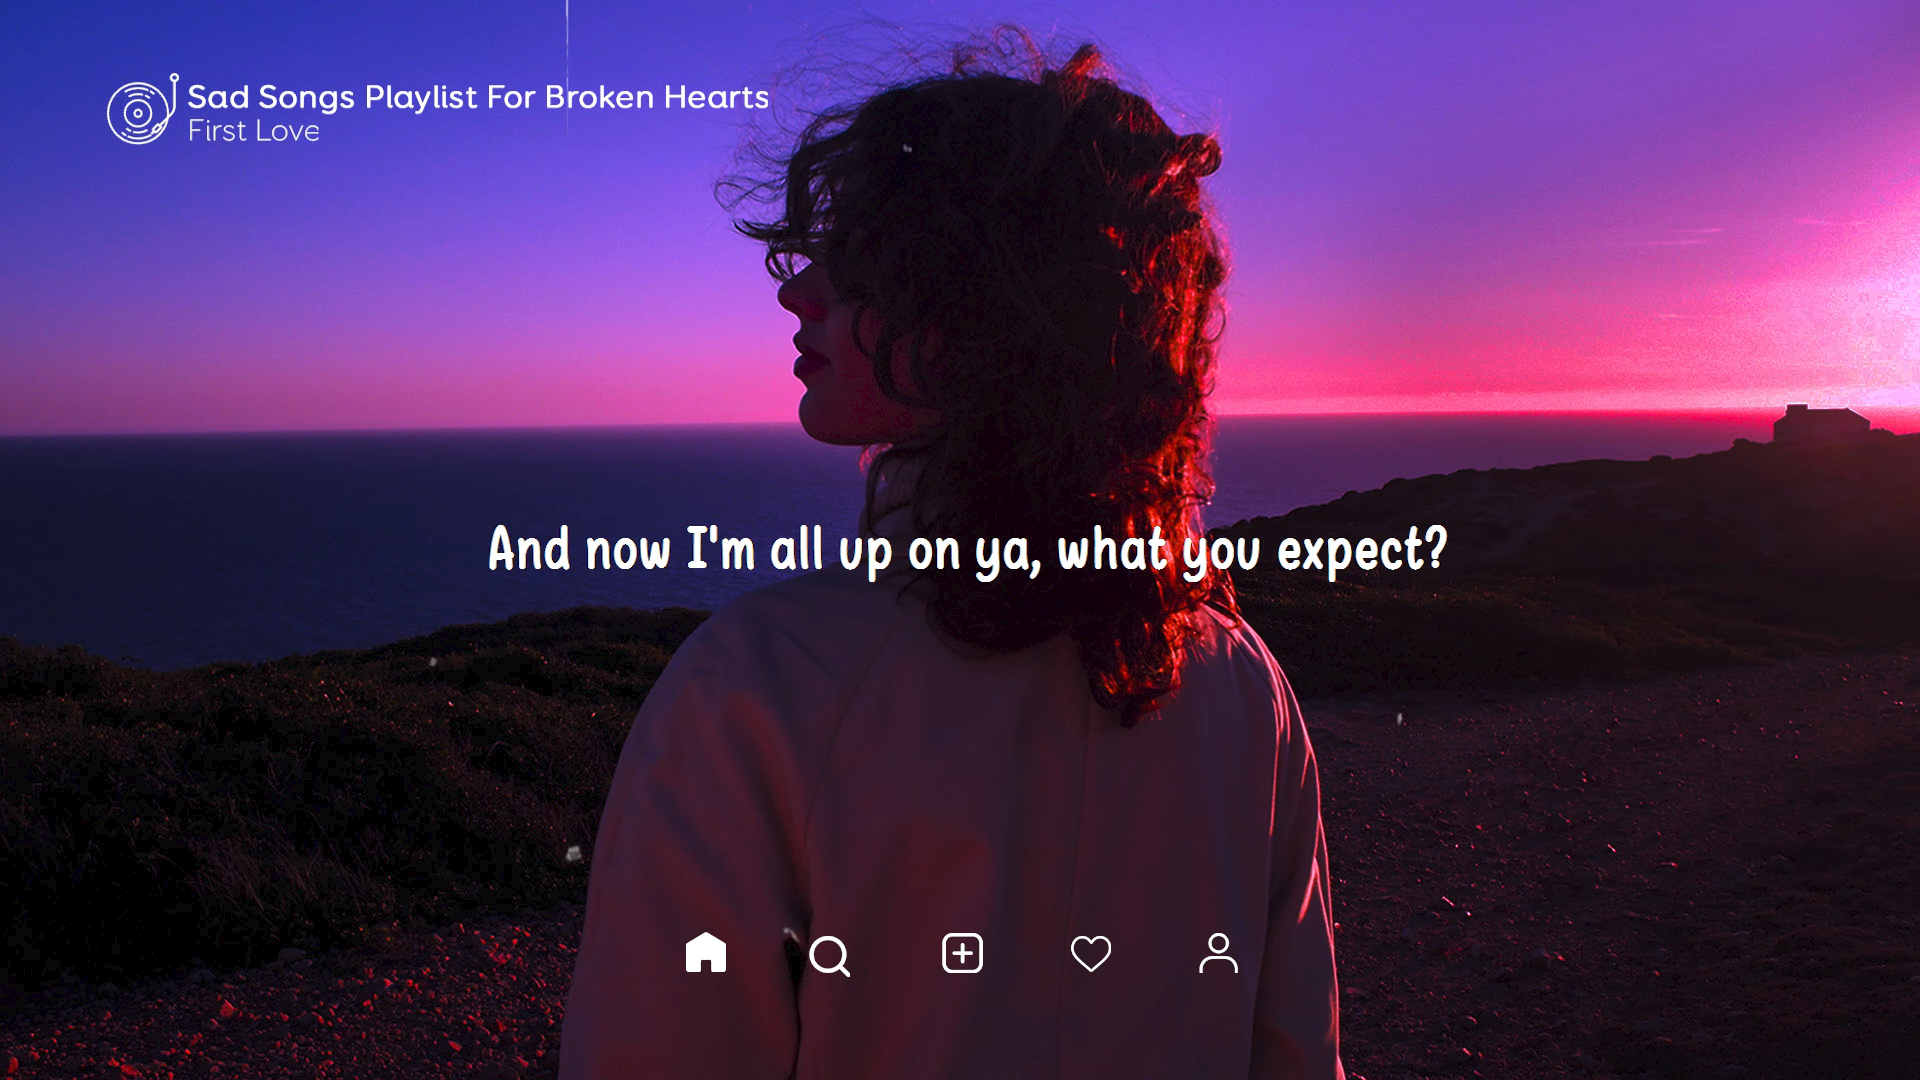 Sad Songs Playlist For Broken Hearts
First Love
And now I'm all up on ya, what you expect?